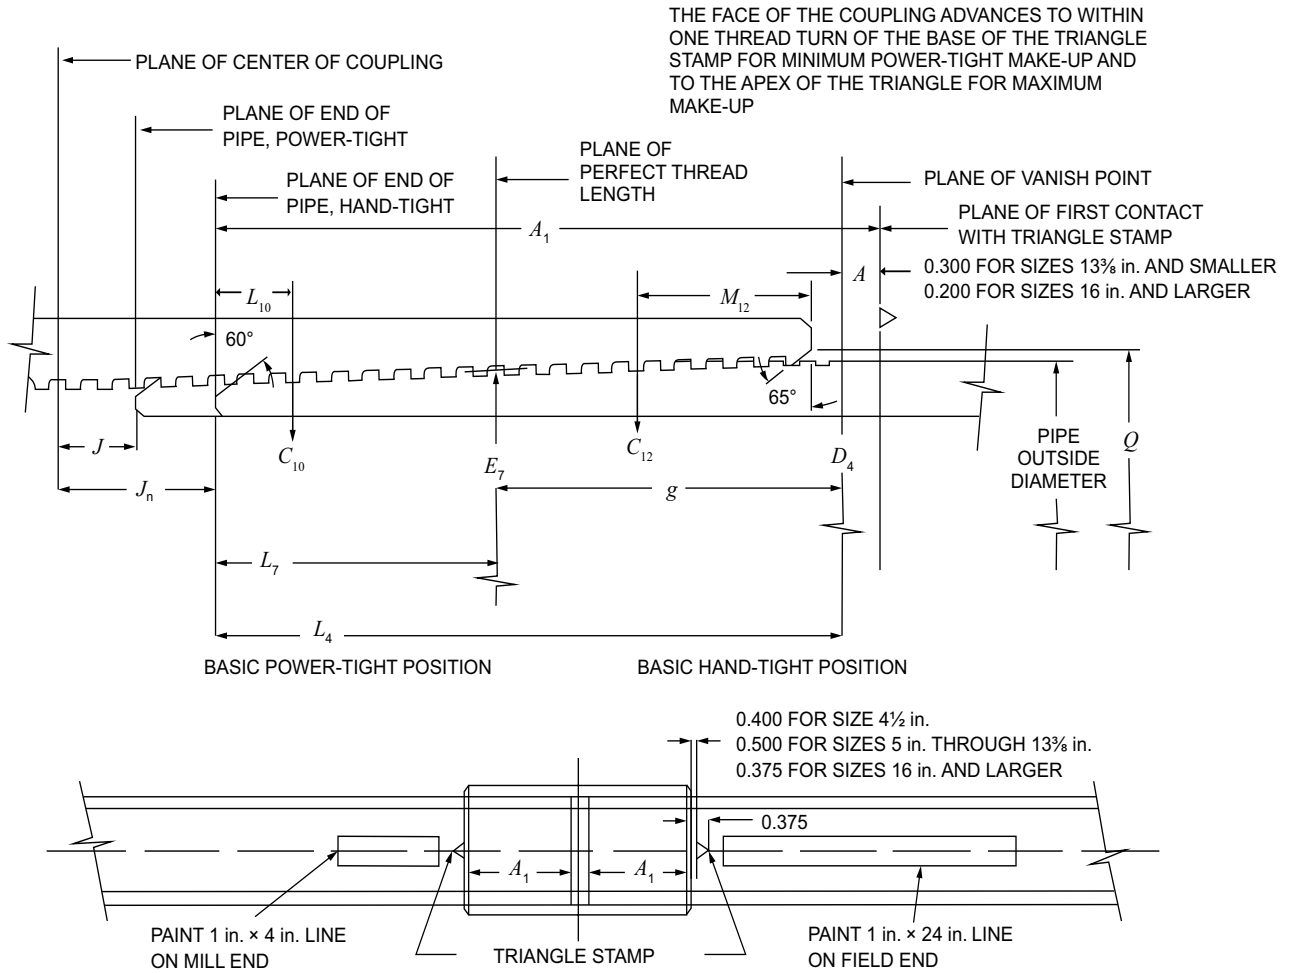 THE FACE OF THE COUPLING ADVANCES TO WITHIN
ONE THREAD TURN OF THE BASE OF THE TRIANGLE
STAMP FOR MINIMUM POWER-TIGHT MAKE-UP AND
TO THE APEX OF THE TRIANGLE FOR MAXIMUM
MAKE-UP
PLANE OF CENTER OF COUPLING
PLANE OF END OF
PIPE, POWER-TIGHT
PLANE OF
PERFECT THREAD
LENGTH
PLANE OF END OF
PIPE, HAND-TIGHT
PLANE OF VANISH POINT
PLANE OF FIRST CONTACT
WITH TRIANGLE STAMP
A₁
A
0.300 FOR SIZES 13⅜ in. AND SMALLER
0.200 FOR SIZES 16 in. AND LARGER
L₁₀
M₁₂
60°
65°
J
C₁₀
E₇
C₁₂
D₄
PIPE
OUTSIDE
DIAMETER
Q
Jₙ
g
L₇
L₄
BASIC POWER-TIGHT POSITION
BASIC HAND-TIGHT POSITION
0.400 FOR SIZE 4½ in.
0.500 FOR SIZES 5 in. THROUGH 13⅜ in.
0.375 FOR SIZES 16 in. AND LARGER
0.375
A₁
A₁
PAINT 1 in. × 4 in. LINE
ON MILL END
TRIANGLE STAMP
PAINT 1 in. × 24 in. LINE
ON FIELD END